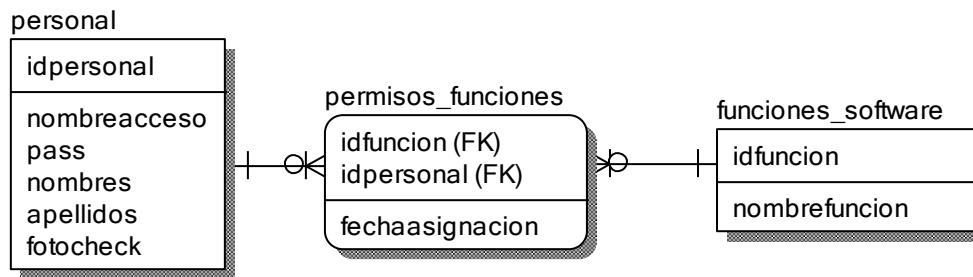 personal
idpersonal
nombreacceso
pass
nombres
apellidos
fotocheck
permisos_funciones
idfuncion (FK)
idpersonal (FK)
fechaasignacion
funciones_software
idfuncion
nombrefuncion